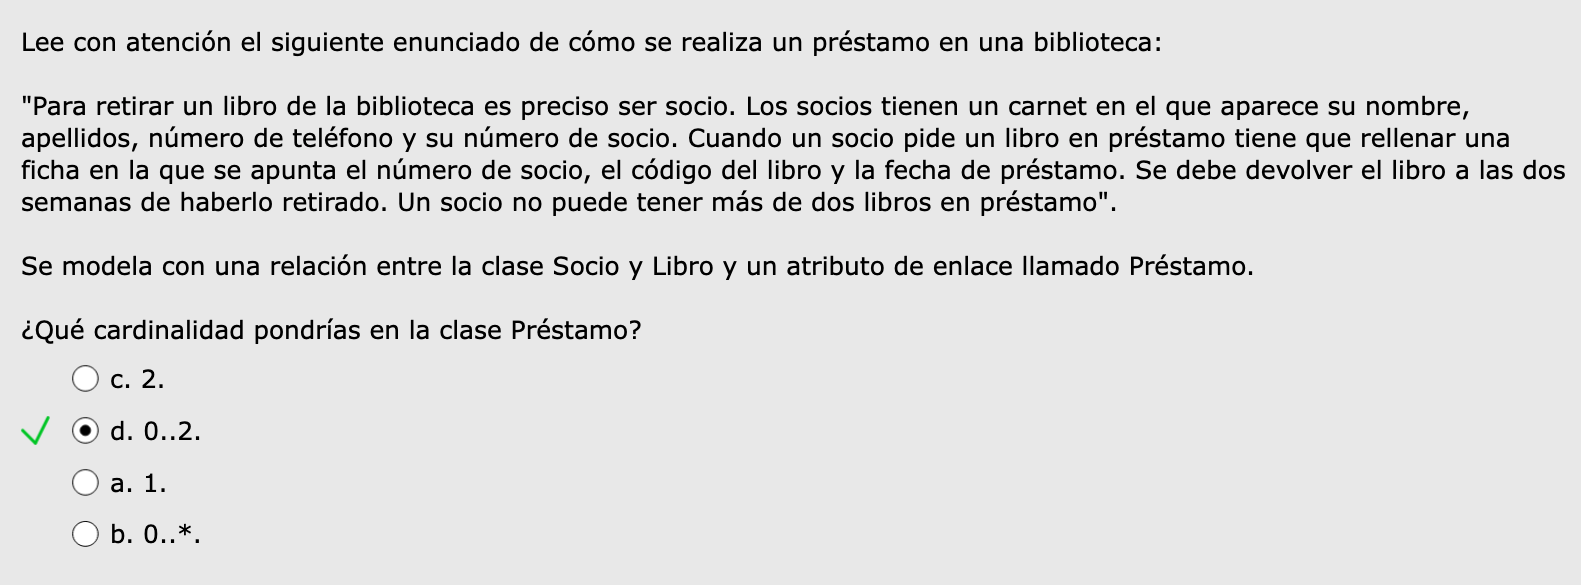 Lee con atención el siguiente enunciado de cómo se realiza un préstamo en una biblioteca:
"Para retirar un libro de la biblioteca es preciso ser socio. Los socios tienen un carnet en el que aparece su nombre,
apellidos, número de teléfono y su número de socio. Cuando un socio pide un libro en préstamo tiene que rellenar una
ficha en la que se apunta el número de socio, el código del libro y la fecha de préstamo. Se debe devolver el libro a las dos
semanas de haberlo retirado. Un socio no puede tener más de dos libros en préstamo".
Se modela con una relación entre la clase Socio y Libro y un atributo de enlace llamado Préstamo.
¿Qué cardinalidad pondrías en la clase Préstamo?
c. 2.
d. 0..2.
a. 1.
b. 0..*.